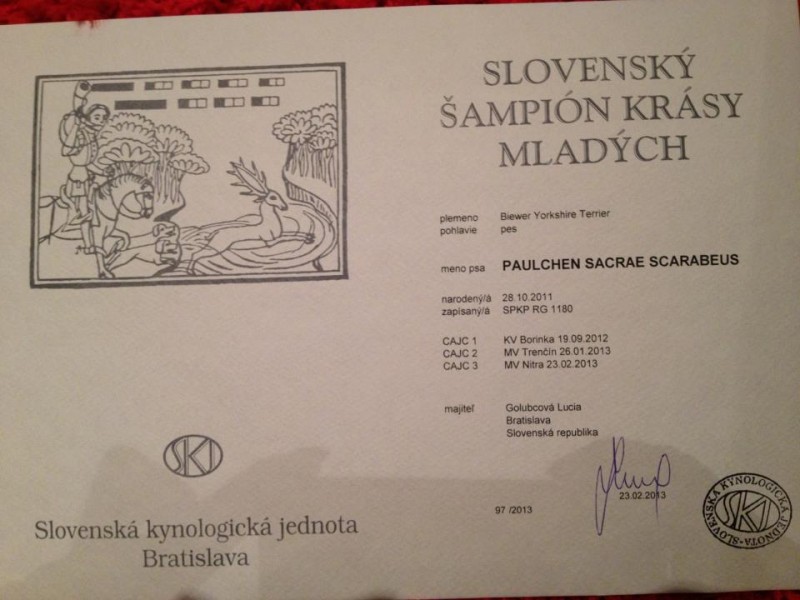 SLOVENSKÝ
ŠAMPIÓN KRÁSY
MLADÝCH
plemeno Biewer Yorkshire Terrier
pohlavie pes
meno psa PAULCHEN SACRAE SCARABEUS
narodený/á 28.10.2011
zapísaný/á SPKP RG 1180
CAJC 1 KV Borinka 19.09.2012
CAJC 2 MV Trenčín 26.01.2013
CAJC 3 MV Nitra 23.02.2013
majiteľ Golubcová Lucia
Bratislava
Slovenská republika
23.02.2013
97 /2013
SKJ
Slovenská kynologická jednota
Bratislava
SLOVENSKÁ KYNOLOGICKÁ JEDNOTA
SKJ
BRATISLAVA